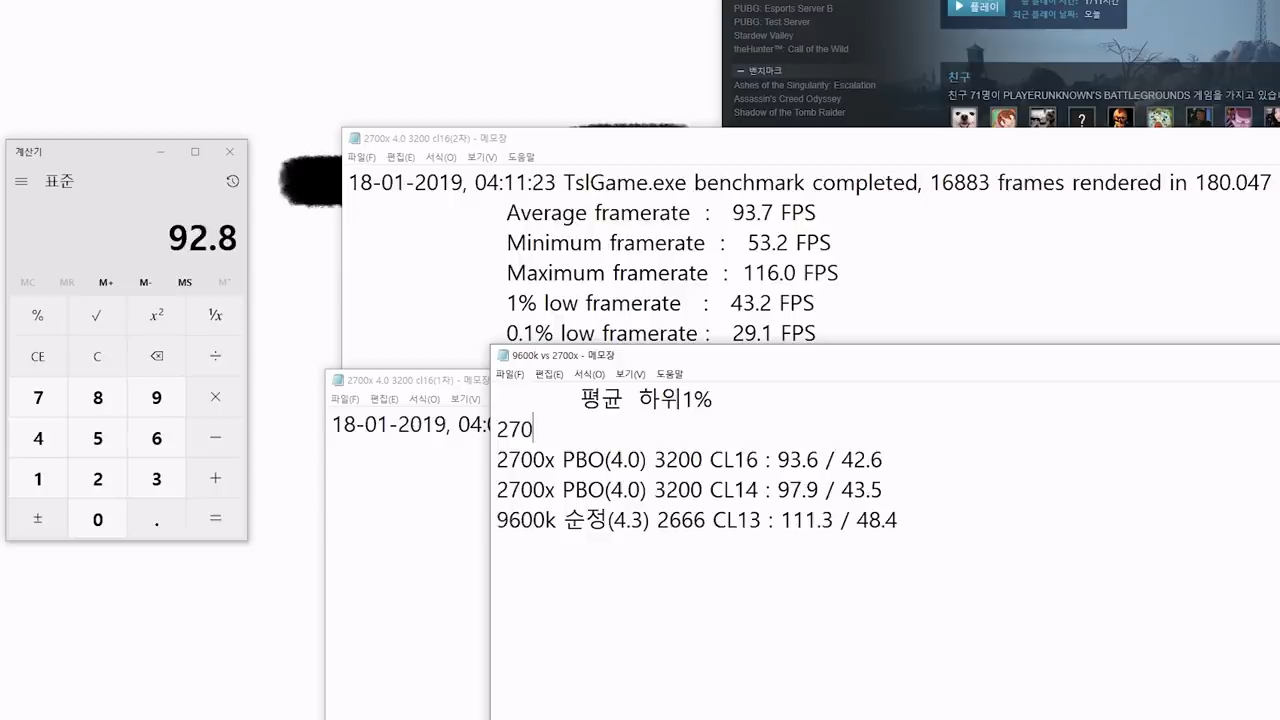 PUBG: Esports Server B
PUBG: Test Server
Stardew Valley
theHunter™: Call of the Wild
— 벤치마크
Ashes of the Singularity: Escalation
Assassin's Creed Odyssey
Shadow of the Tomb Raider
플레이
최근 플레이 날짜: 오늘
친구
친구 71명이 PLAYERUNKNOWN'S BATTLEGROUNDS 게임을 가지고 있습
계산기
표준
92.8
MC MR M+ M- MS M˅
% √ x² ¹/x
CE C ⌫ ÷
7 8 9 ×
4 5 6 −
1 2 3 +
± 0 . =
2700x 4.0 3200 cl16(2차) - 메모장
파일(F) 편집(E) 서식(O) 보기(V) 도움말
18-01-2019, 04:11:23 TslGame.exe benchmark completed, 16883 frames rendered in 180.047
Average framerate : 93.7 FPS
Minimum framerate : 53.2 FPS
Maximum framerate : 116.0 FPS
1% low framerate : 43.2 FPS
0.1% low framerate : 29.1 FPS
2700x 4.0 3200 cl16(1차) - 메모장
파일(F) 편집(E) 서식(O) 보기(V)
18-01-2019, 04:0
9600k vs 2700x - 메모장
파일(F) 편집(E) 서식(O) 보기(V) 도움말
평균 하위1%
270
2700x PBO(4.0) 3200 CL16 : 93.6 / 42.6
2700x PBO(4.0) 3200 CL14 : 97.9 / 43.5
9600k 순정(4.3) 2666 CL13 : 111.3 / 48.4